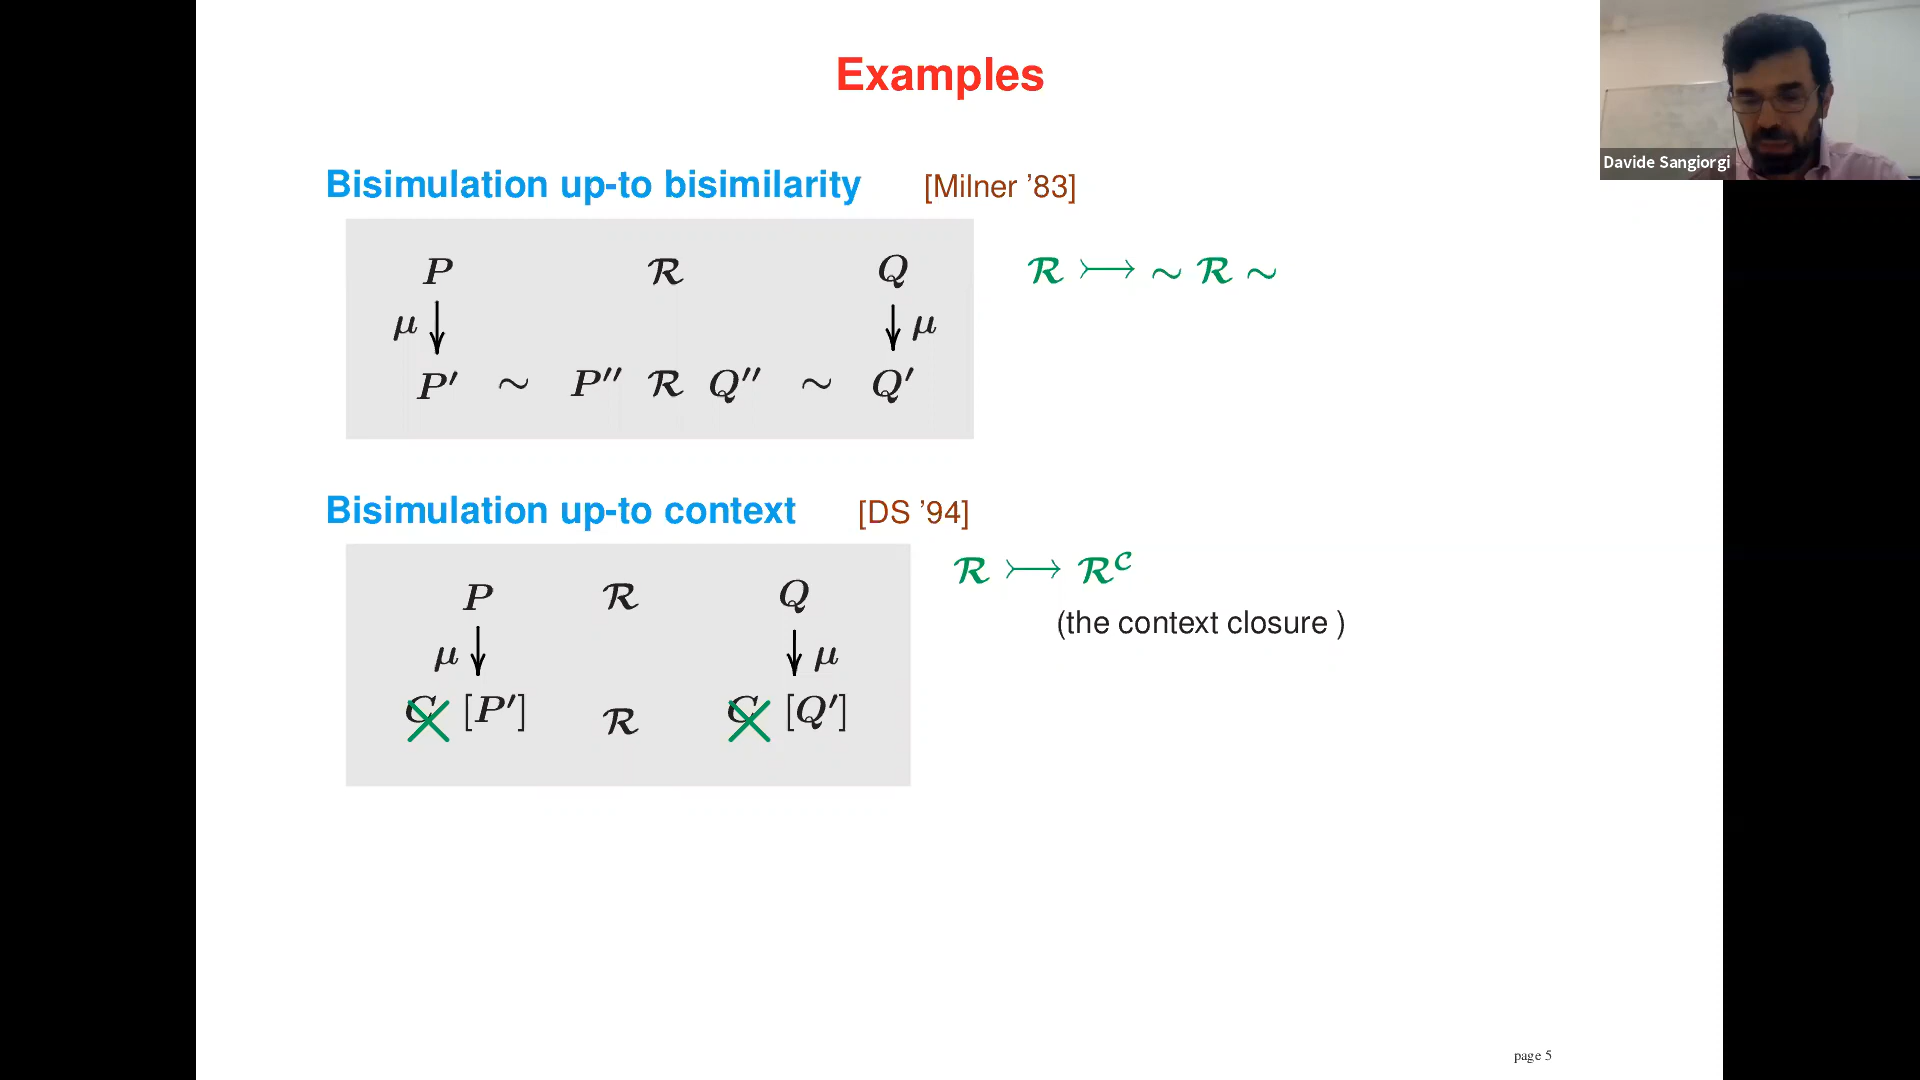 Examples
Davide Sangiorgi
Bisimulation up-to bisimilarity [Milner ’83]
P ℛ Q
ℛ ↣ ∼ ℛ ∼
μ ↓ ↓ μ
P′ ∼ P″ ℛ Q″ ∼ Q′
Bisimulation up-to context [DS ’94]
ℛ ↣ ℛ^𝒞
P ℛ Q
(the context closure )
μ ↓ ↓ μ
C [P′] ℛ C [Q′]
page 5